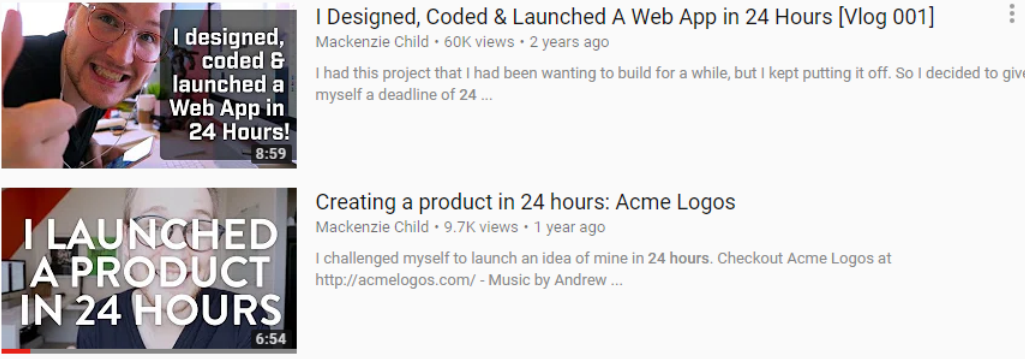 I designed,
coded &
launched a
Web App in
24 Hours!
8:59
I Designed, Coded & Launched A Web App in 24 Hours [Vlog 001]
Mackenzie Child • 60K views • 2 years ago
I had this project that I had been wanting to build for a while, but I kept putting it off. So I decided to give
myself a deadline of 24 ...
I LAUNCHED
A PRODUCT
IN 24 HOURS
6:54
Creating a product in 24 hours: Acme Logos
Mackenzie Child • 9.7K views • 1 year ago
I challenged myself to launch an idea of mine in 24 hours. Checkout Acme Logos at
http://acmelogos.com/ - Music by Andrew ...